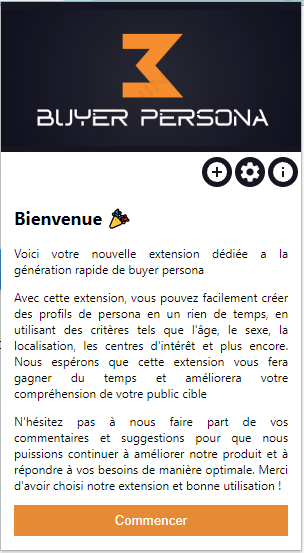 BUYER PERSONA
Bienvenue 🎉
Voici votre nouvelle extension dédiée a la
génération rapide de buyer persona
Avec cette extension, vous pouvez facilement créer
des profils de persona en un rien de temps, en
utilisant des critères tels que l'âge, le sexe, la
localisation, les centres d'intérêt et plus encore.
Nous espérons que cette extension vous fera
gagner du temps et améliorera votre
compréhension de votre public cible
N'hésitez pas à nous faire part de vos
commentaires et suggestions pour que nous
puissions continuer à améliorer notre produit et à
répondre à vos besoins de manière optimale. Merci
d'avoir choisi notre extension et bonne utilisation !
Commencer